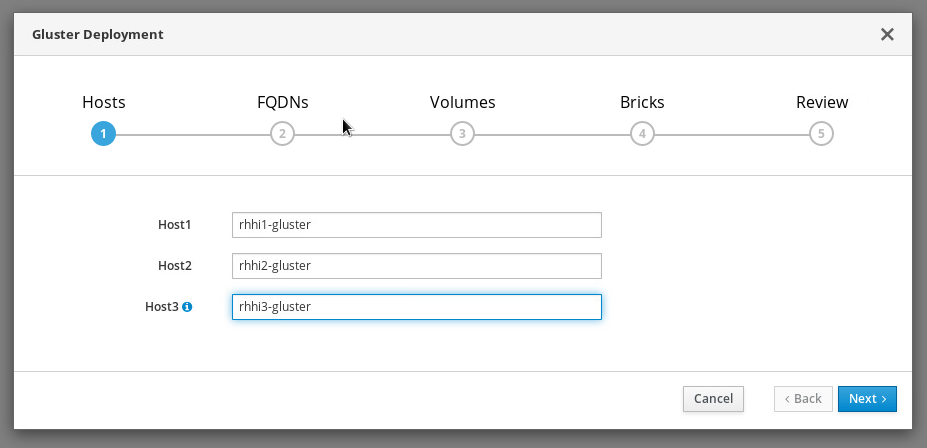 Gluster Deployment
Hosts FQDNs Volumes Bricks Review
1 2 3 4 5
Host1 rhhi1-gluster
Host2 rhhi2-gluster
Host3 rhhi3-gluster
Cancel < Back Next >